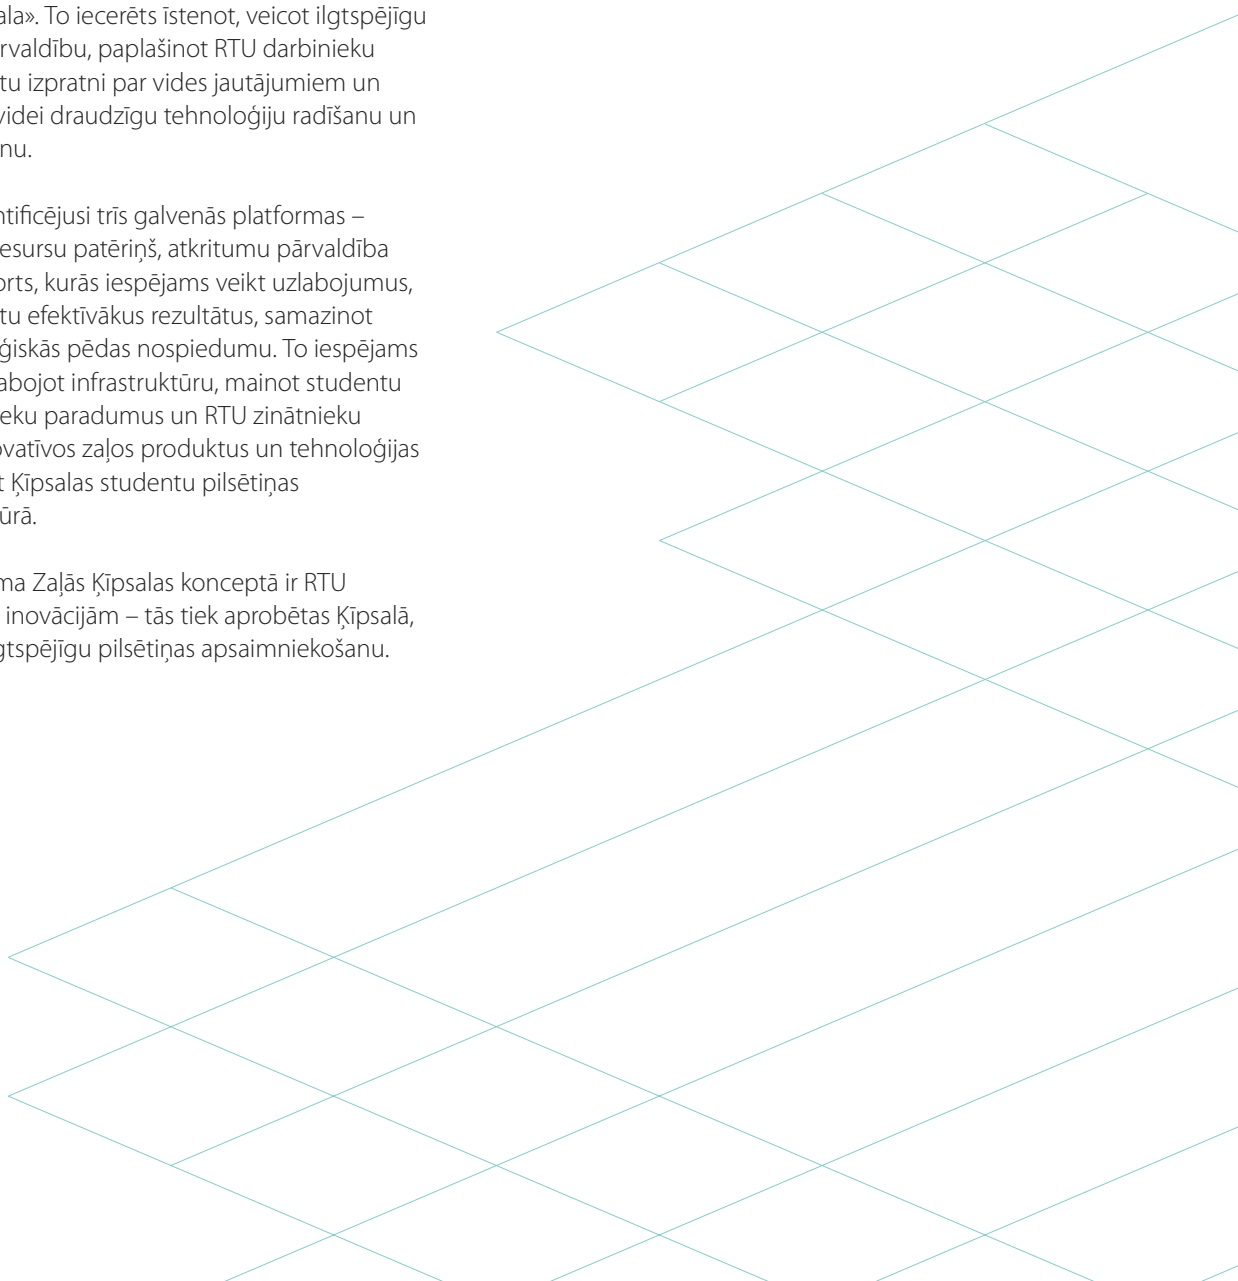 ala». To iecerēts īstenot, veicot ilgtspējīgu
rvaldību, paplašinot RTU darbinieku
tu izpratni par vides jautājumiem un
videi draudzīgu tehnoloģiju radīšanu un
nu.
ntificējusi trīs galvenās platformas –
esursu patēriņš, atkritumu pārvaldība
orts, kurās iespējams veikt uzlabojumus,
tu efektīvākus rezultātus, samazinot
ģiskās pēdas nospiedumu. To iespējams
abojot infrastruktūru, mainot studentu
eku paradumus un RTU zinātnieku
ovatīvos zaļos produktus un tehnoloģijas
t Ķīpsalas studentu pilsētiņas
ūrā.
ma Zaļās Ķīpsalas konceptā ir RTU
inovācijām – tās tiek aprobētas Ķīpsalā,
gtspējīgu pilsētiņas apsaimniekošanu.